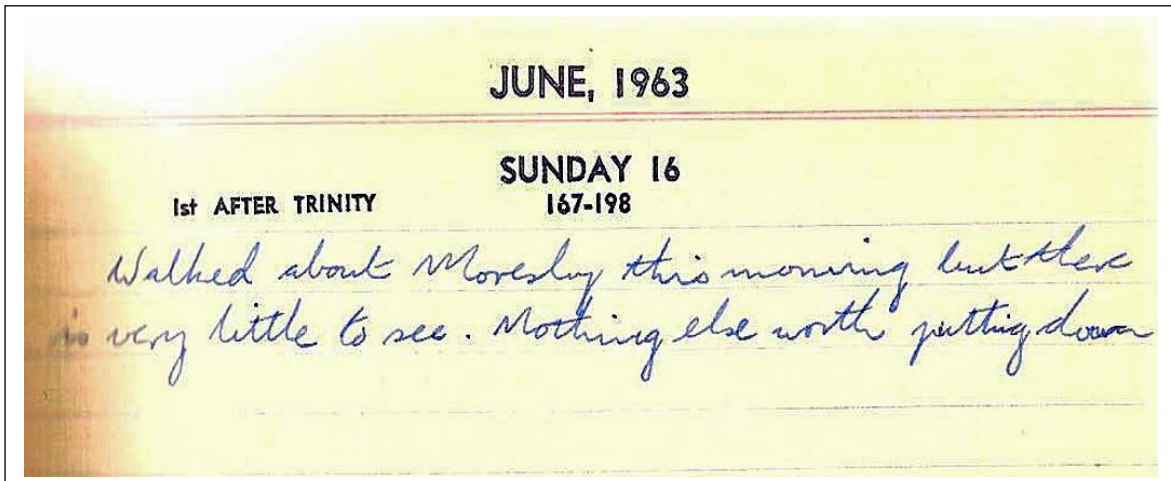 JUNE, 1963
SUNDAY 16
1st AFTER TRINITY 167-198
Walked about Moresby this morning but there
is very little to see. Nothing else worth putting down